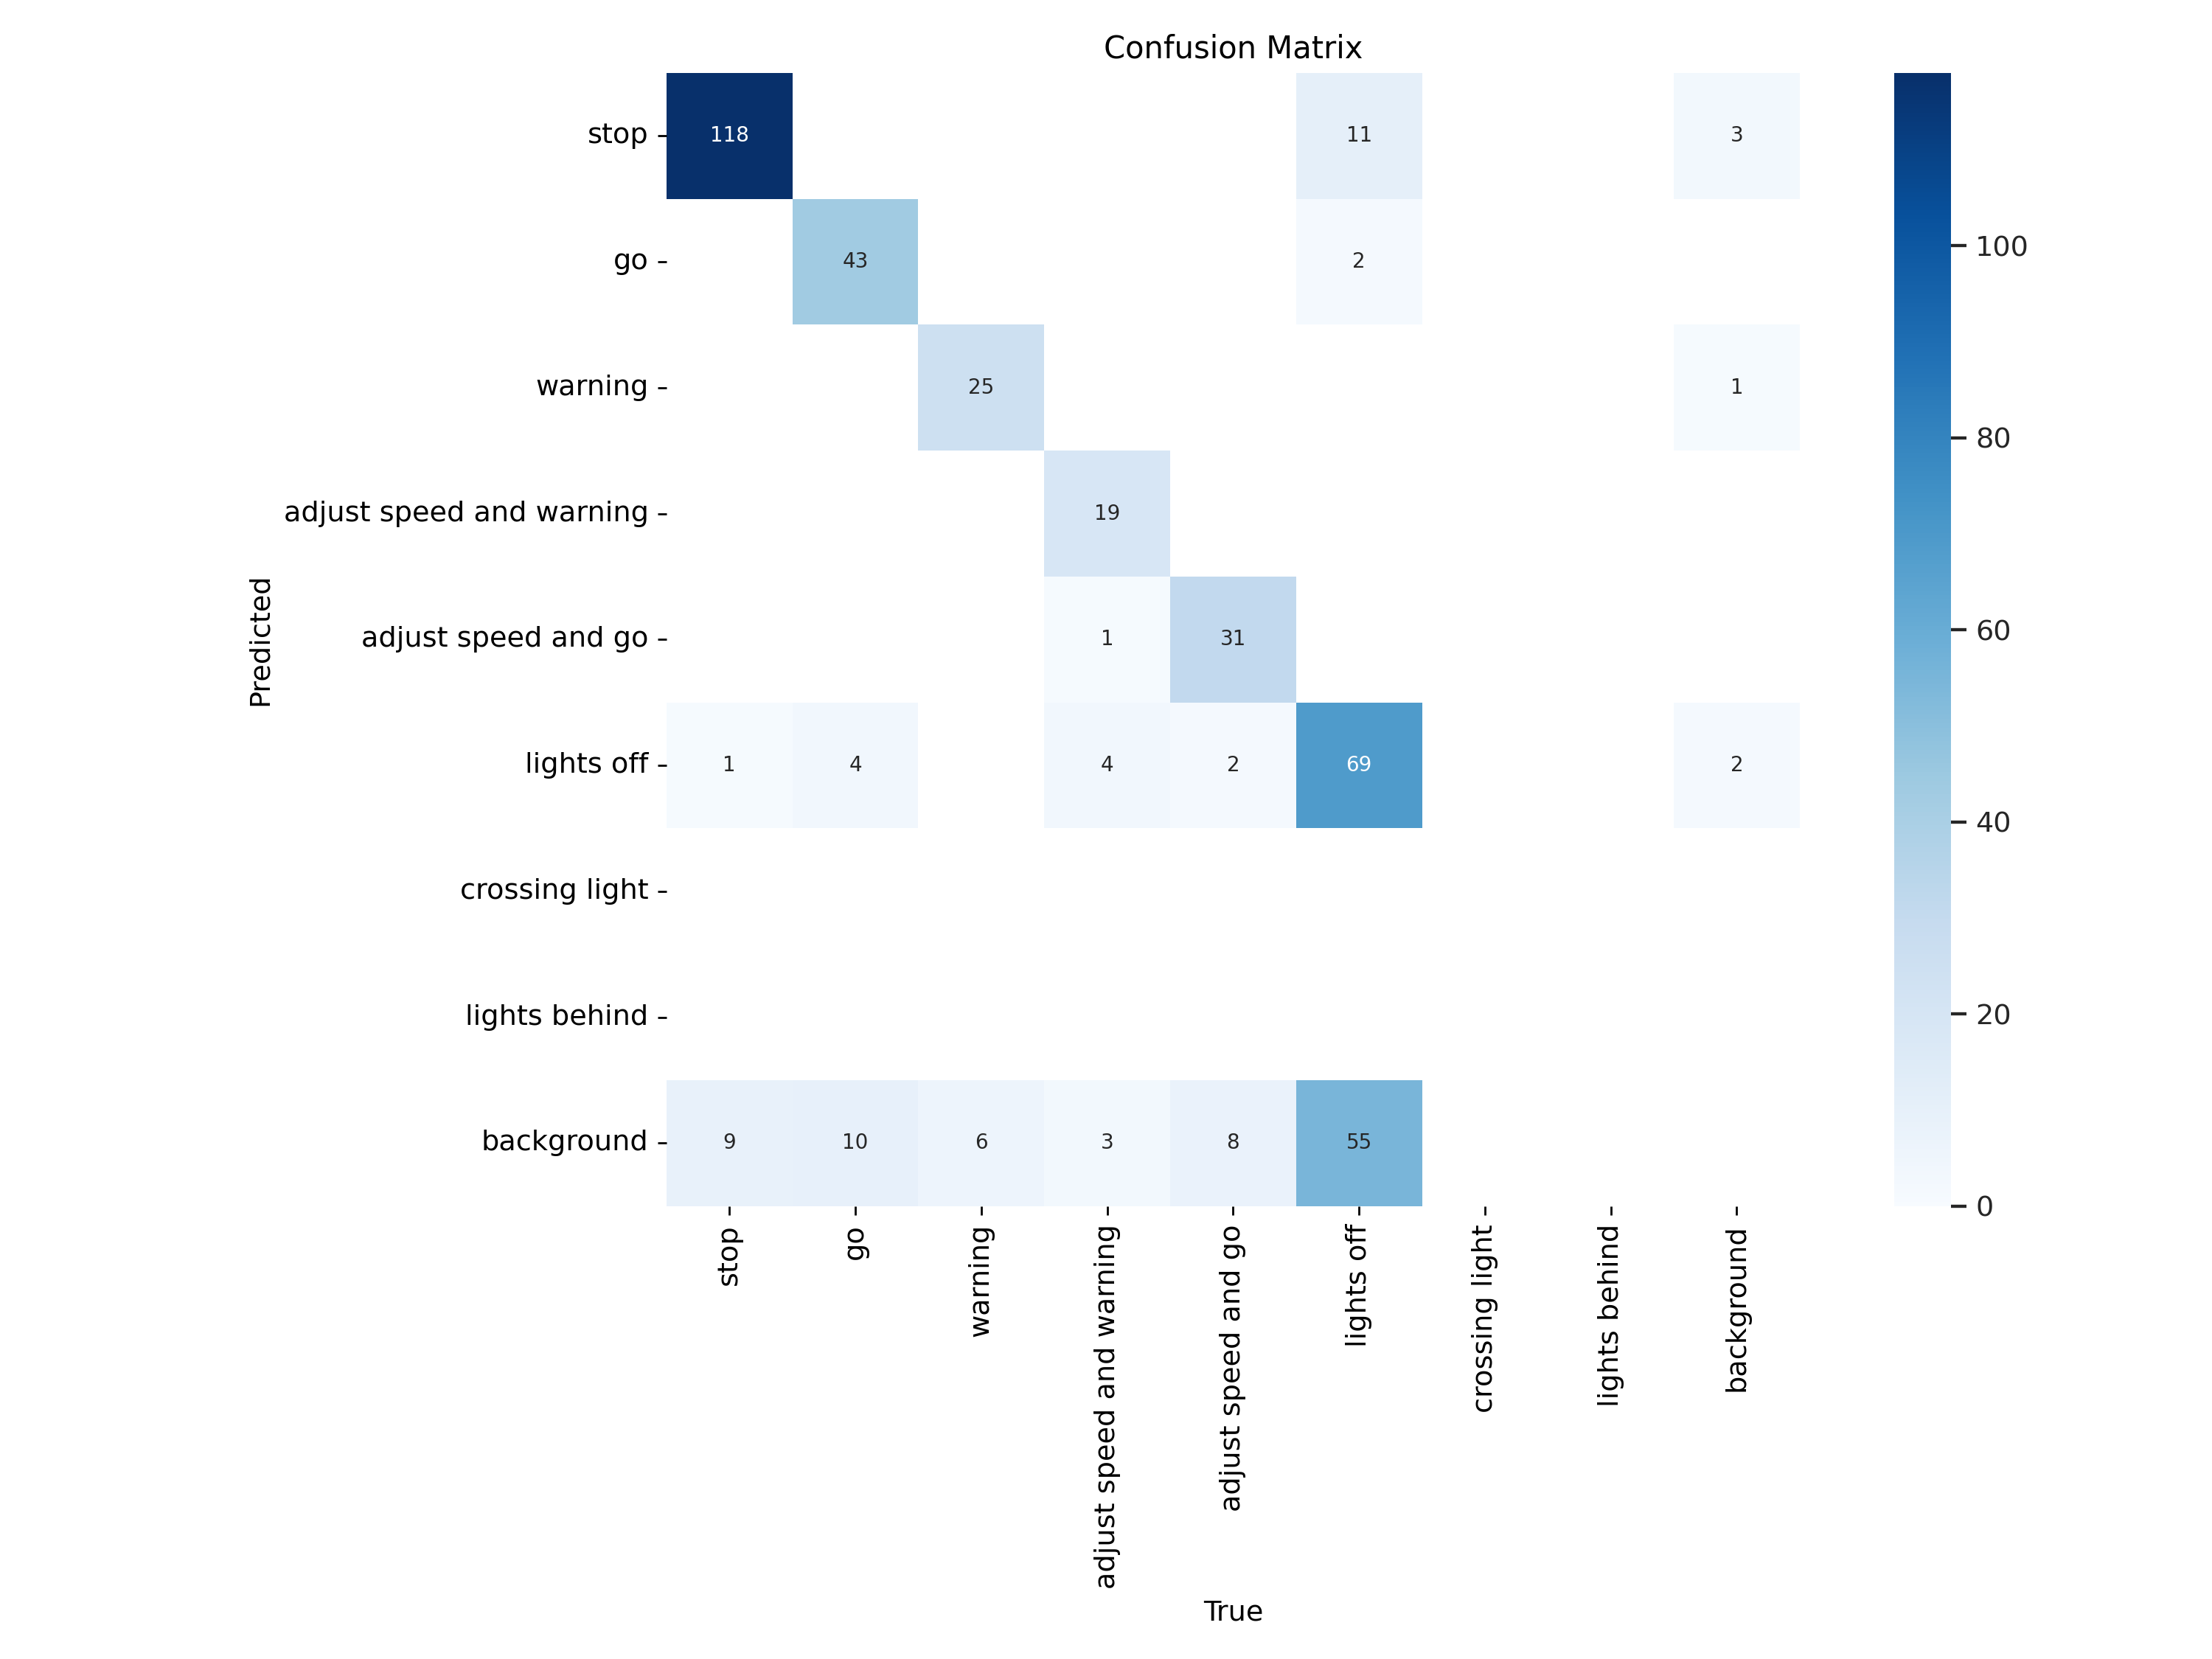 Confusion Matrix
stop 118 11 3
go 43 2 100
warning 25 1 80
adjust speed and warning 19
Predicted
adjust speed and go 1 31 60
lights off 1 4 4 2 69 2
crossing light 40
lights behind 20
background 9 10 6 3 8 55 0
stop go warning adjust speed and warning adjust speed and go lights off crossing light lights behind background
True